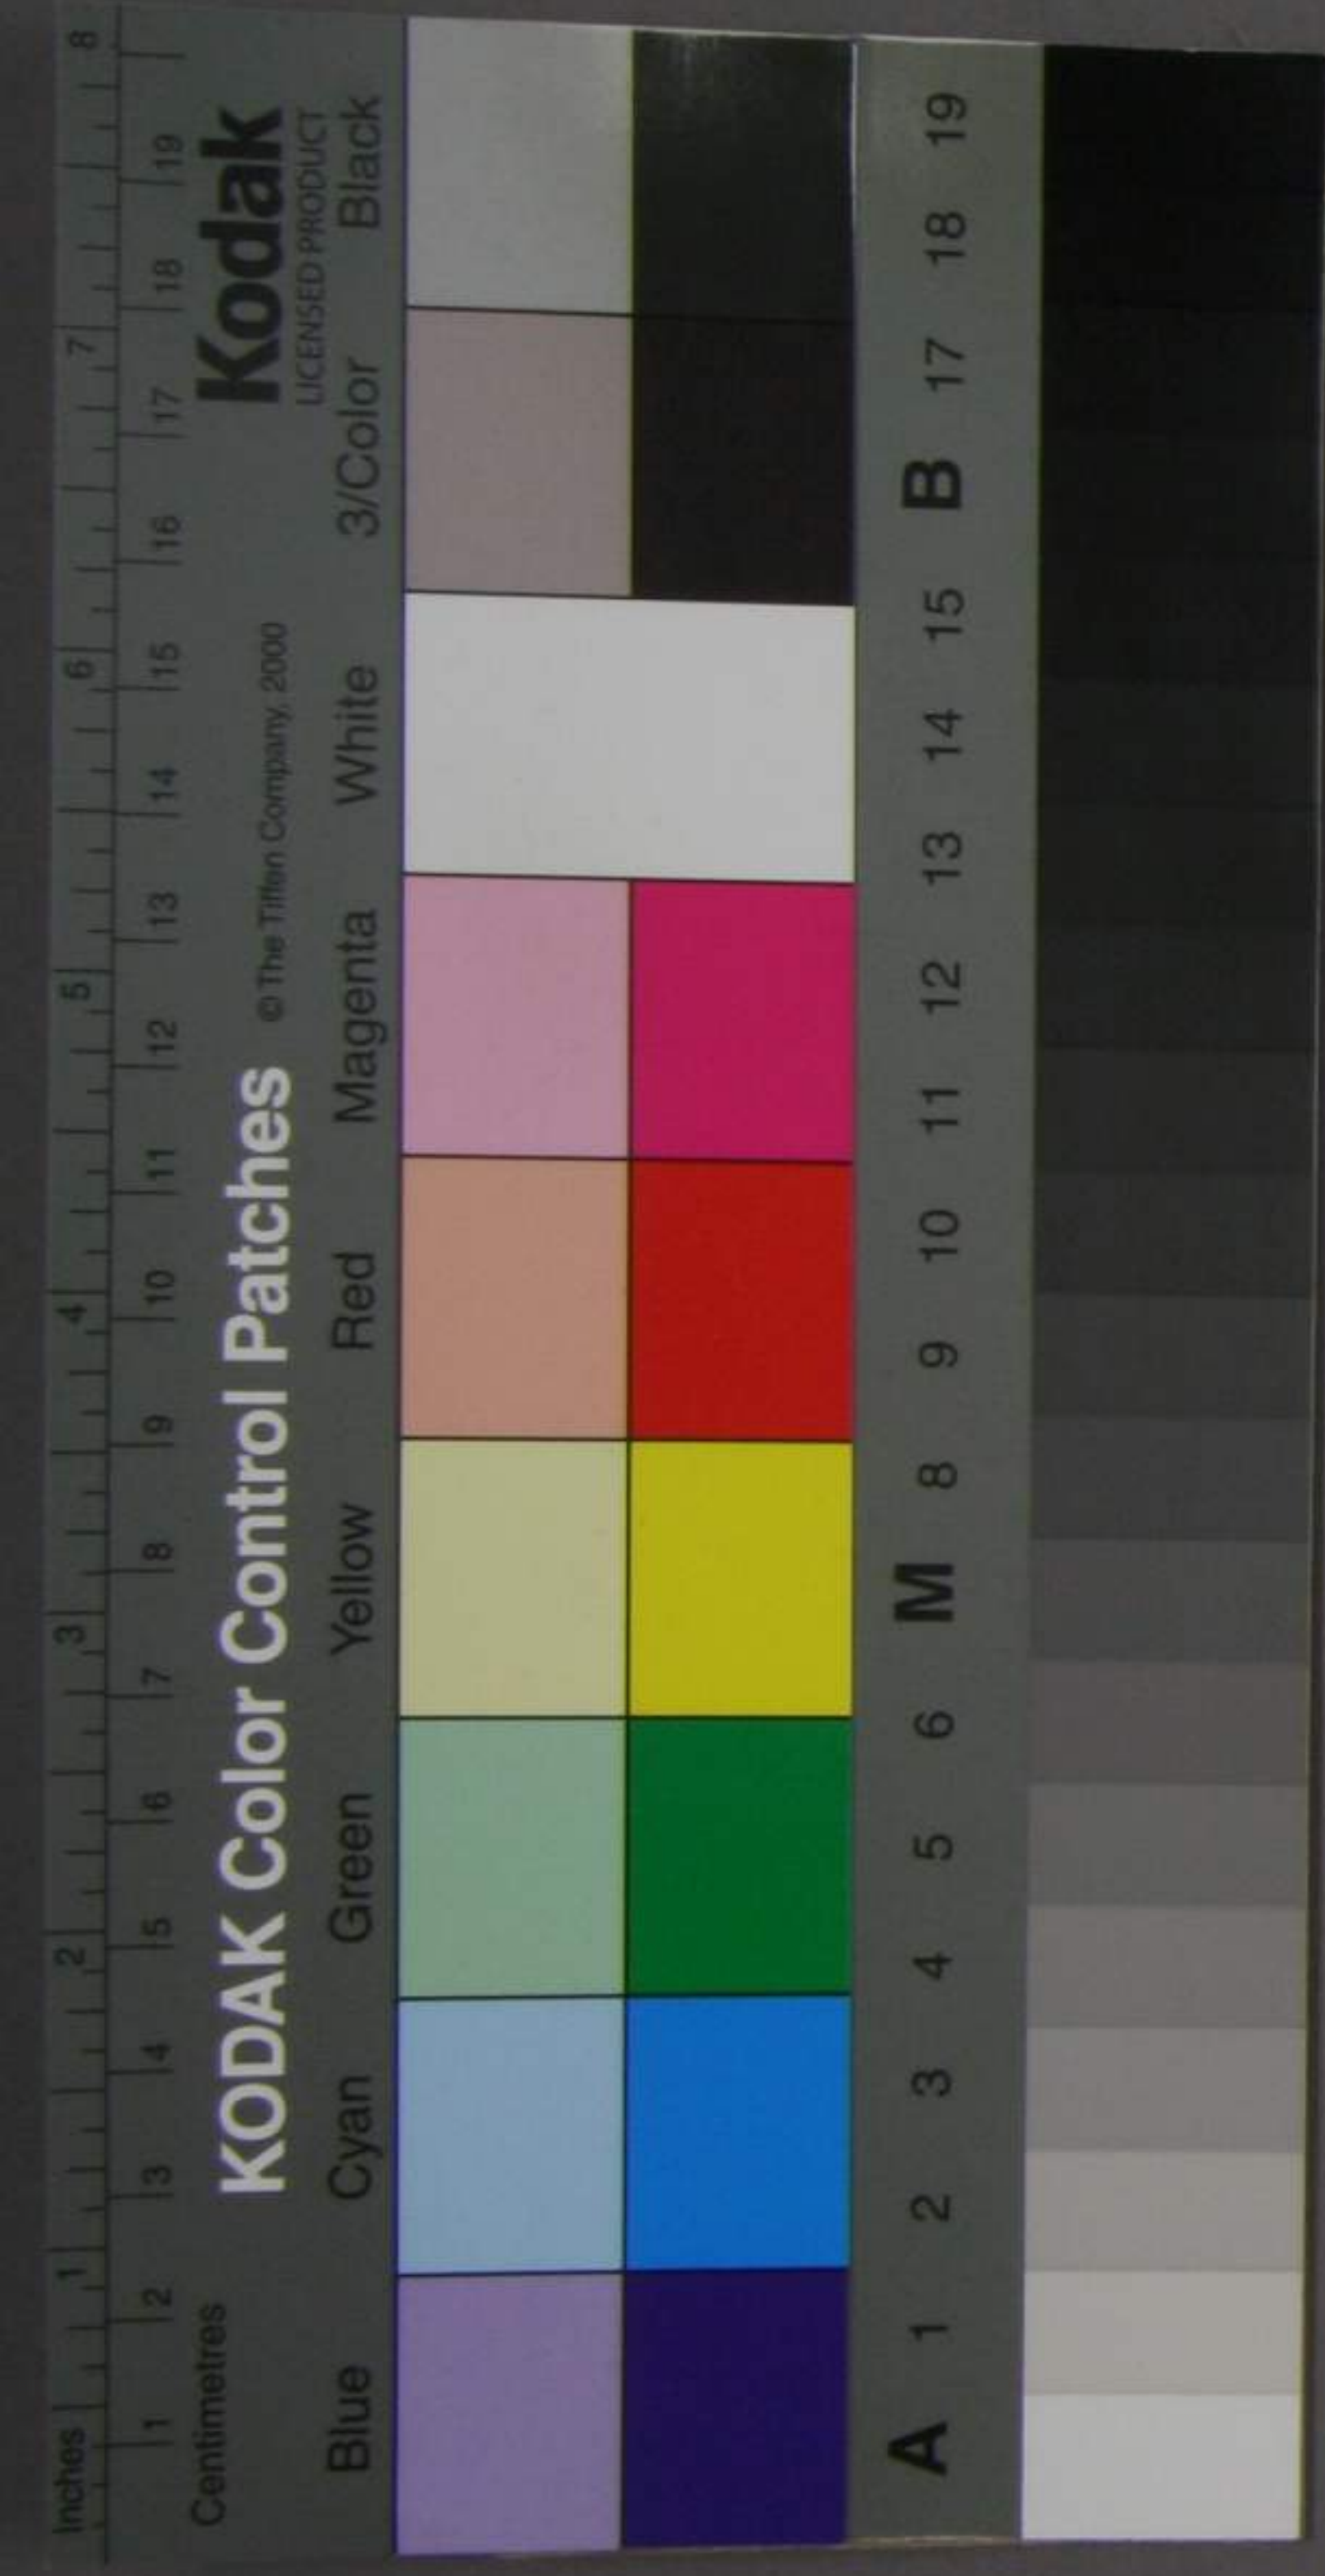 Inches 1 2 3 4 5 6 7 8
1 2 3 4 5 6 7 8 9 10 11 12 13 14 15 16 17 18 19
Centimetres
KODAK Color Control Patches © The Tiffen Company, 2000 Kodak
LICENSED PRODUCT
Blue Cyan Green Yellow Red Magenta White 3/Color Black
A 1 2 3 4 5 6 M 8 9 10 11 12 13 14 15 B 17 18 19